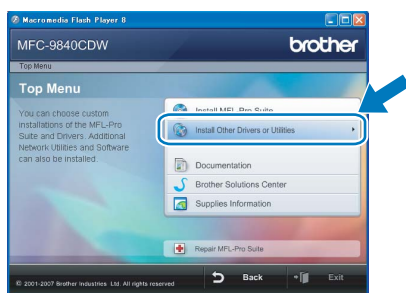 Macromedia Flash Player 8
MFC-9840CDW
brother
Top Menu
Top Menu
You can choose custom
installations of the MFL-Pro
Suite and Drivers. Additional
Network Utilities and Software
can also be installed.
Install MFL-Pro Suite
Install Other Drivers or Utilities
Documentation
Brother Solutions Center
Supplies Information
Repair MFL-Pro Suite
© 2001-2007 Brother Industries Ltd. All rights reserved
Back
Exit